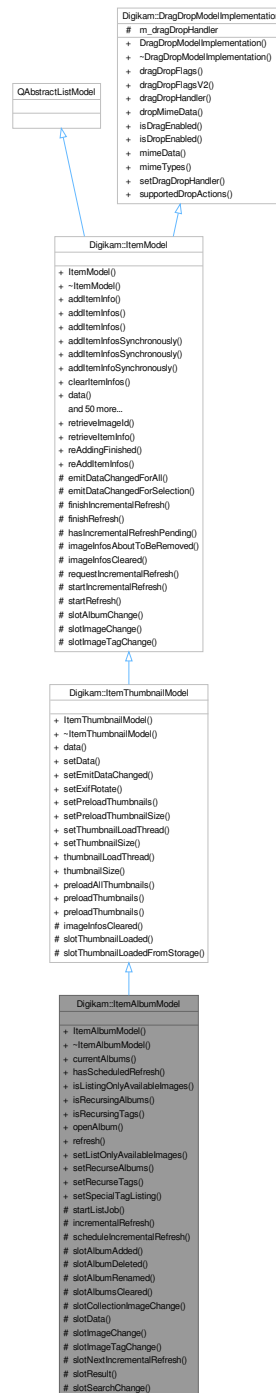 Digikam::DragDropModelImplementation
# m_dragDropHandler
+ DragDropModelImplementation()
+ ~DragDropModelImplementation()
+ dragDropFlags()
+ dragDropFlagsV2()
+ dragDropHandler()
+ dropMimeData()
+ isDragEnabled()
+ isDropEnabled()
+ mimeData()
+ mimeTypes()
+ setDragDropHandler()
+ supportedDropActions()
QAbstractListModel
Digikam::ItemModel
+ ItemModel()
+ ~ItemModel()
+ addItemInfo()
+ addItemInfos()
+ addItemInfos()
+ addItemInfosSynchronously()
+ addItemInfosSynchronously()
+ addItemInfoSynchronously()
+ clearItemInfos()
+ data()
and 50 more...
+ retrieveImageId()
+ retrieveItemInfo()
+ reAddingFinished()
+ reAddItemInfos()
# emitDataChangedForAll()
# emitDataChangedForSelection()
# finishIncrementalRefresh()
# finishRefresh()
# hasIncrementalRefreshPending()
# imageInfosAboutToBeRemoved()
# imageInfosCleared()
# requestIncrementalRefresh()
# startIncrementalRefresh()
# startRefresh()
# slotAlbumChange()
# slotImageChange()
# slotImageTagChange()
Digikam::ItemThumbnailModel
+ ItemThumbnailModel()
+ ~ItemThumbnailModel()
+ data()
+ setData()
+ setEmitDataChanged()
+ setExifRotate()
+ setPreloadThumbnails()
+ setPreloadThumbnailSize()
+ setThumbnailLoadThread()
+ setThumbnailSize()
+ thumbnailLoadThread()
+ thumbnailSize()
+ preloadAllThumbnails()
+ preloadThumbnails()
+ preloadThumbnails()
# imageInfosCleared()
# slotThumbnailLoaded()
# slotThumbnailLoadedFromStorage()
Digikam::ItemAlbumModel
+ ItemAlbumModel()
+ ~ItemAlbumModel()
+ currentAlbums()
+ hasScheduledRefresh()
+ isListingOnlyAvailableImages()
+ isRecursingAlbums()
+ isRecursingTags()
+ openAlbum()
+ refresh()
+ setListOnlyAvailableImages()
+ setRecurseAlbums()
+ setRecurseTags()
+ setSpecialTagListing()
# startListJob()
# incrementalRefresh()
# scheduleIncrementalRefresh()
# slotAlbumAdded()
# slotAlbumDeleted()
# slotAlbumRenamed()
# slotAlbumsCleared()
# slotCollectionImageChange()
# slotData()
# slotImageChange()
# slotImageTagChange()
# slotNextIncrementalRefresh()
# slotResult()
# slotSearchChange()